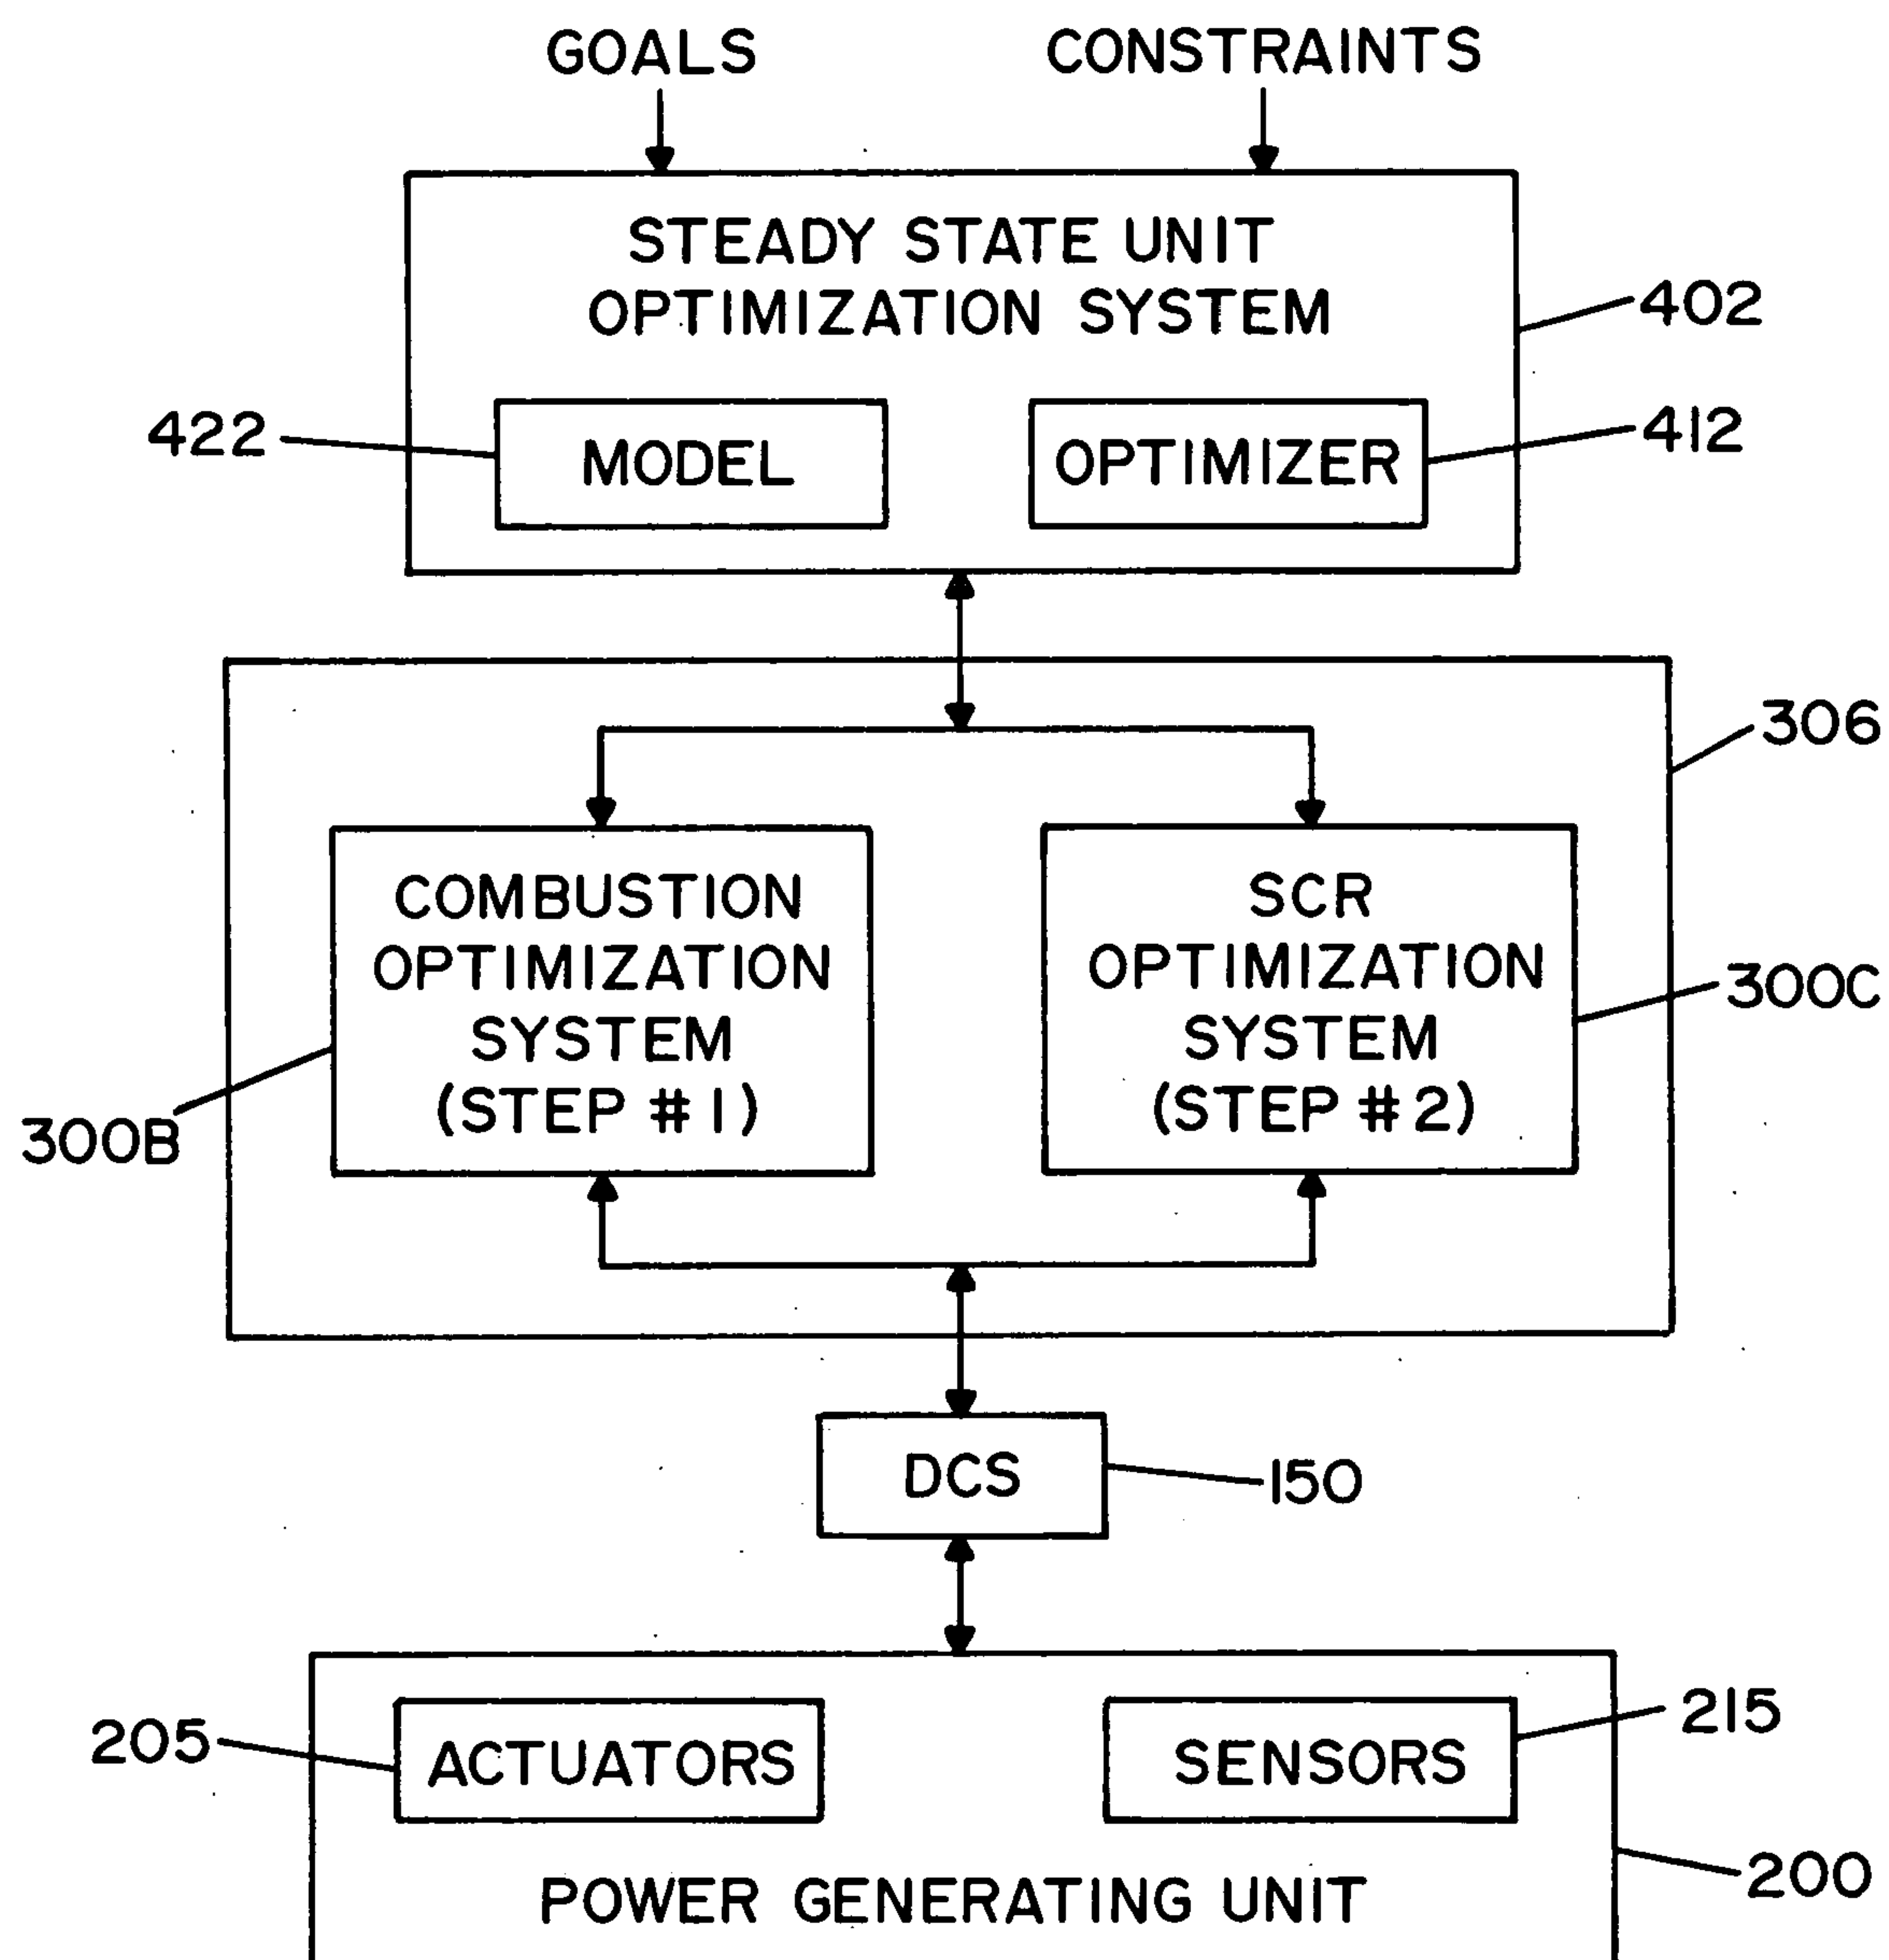 GOALS
CONSTRAINTS
STEADY STATE UNIT
OPTIMIZATION SYSTEM
402
422
MODEL
OPTIMIZER
412
306
COMBUSTION
OPTIMIZATION
SYSTEM
(STEP #1)
300B
SCR
OPTIMIZATION
SYSTEM
(STEP #2)
300C
DCS
150
205
ACTUATORS
SENSORS
215
POWER GENERATING UNIT
200